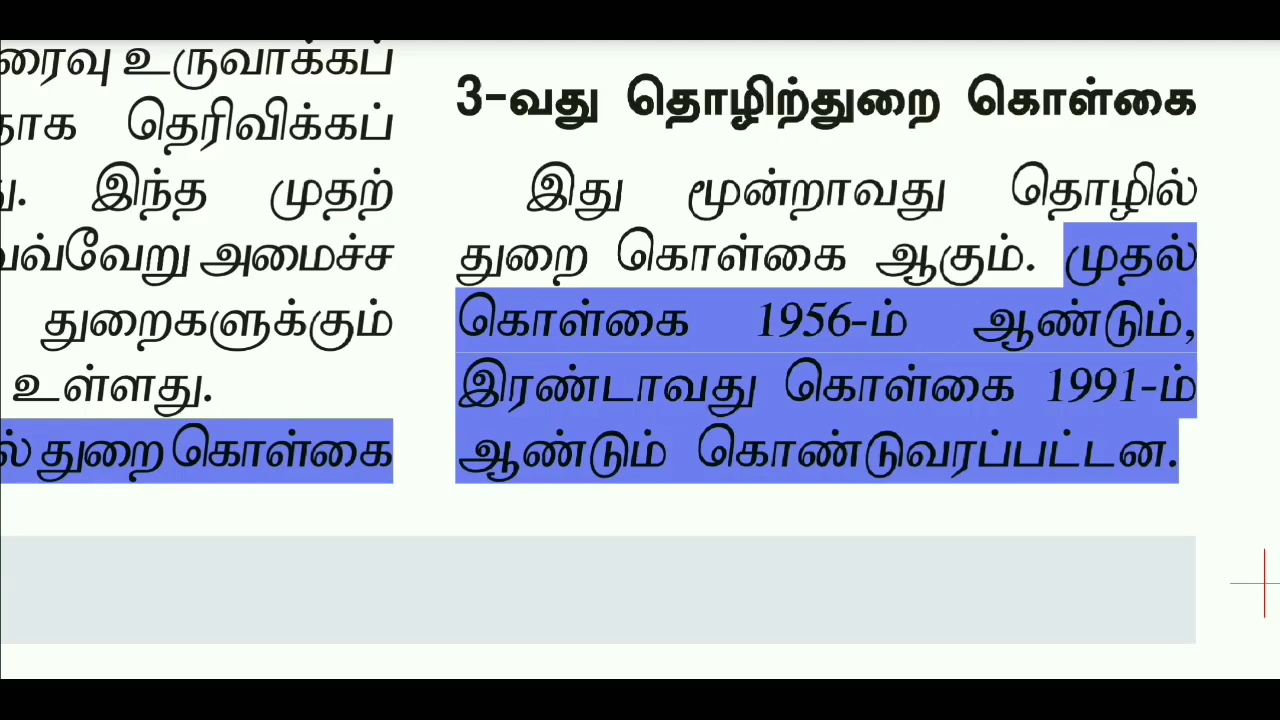 உருவாக்கப்
தெரிவிக்கப்
இந்த முதற்
அமைச்ச
துறைகளுக்கும்
உள்ளது.
துறை கொள்கை
3-வது தொழிற்துறை கொள்கை
இது மூன்றாவது தொழில்
துறை கொள்கை ஆகும். முதல்
கொள்கை 1956-ம் ஆண்டும்,
இரண்டாவது கொள்கை 1991-ம்
ஆண்டும் கொண்டுவரப்பட்டன.